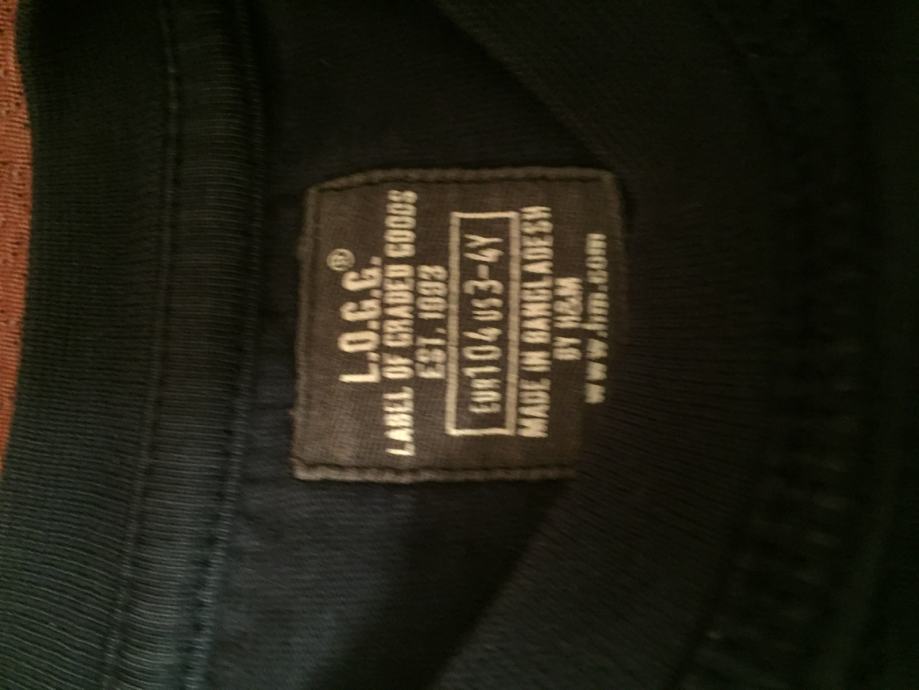 L.O.G.G.®
LABEL OF GRADED GOODS
EST. 1993
EUR104 US3-4Y
MADE IN BANGLADESH
BY H&M
www.hm.com